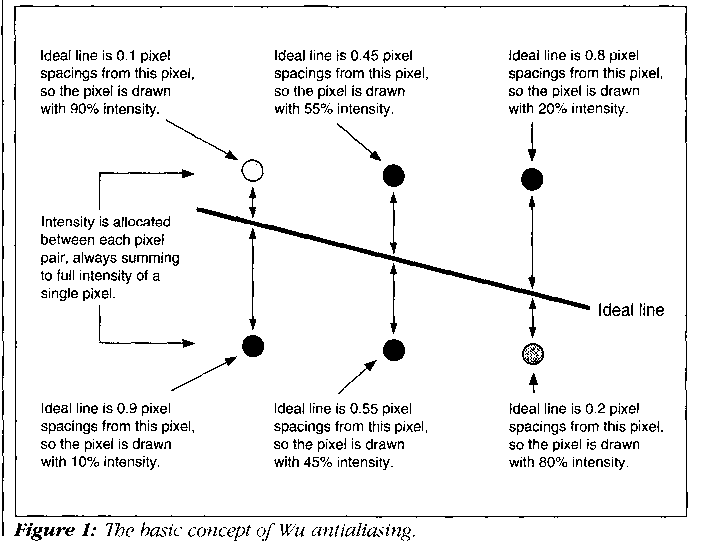 Ideal line is 0.1 pixel
spacings from this pixel,
so the pixel is drawn
with 90% intensity.
Ideal line is 0.45 pixel
spacings from this pixel,
so the pixel is drawn
with 55% intensity.
Ideal line is 0.8 pixel
spacings from this pixel,
so the pixel is drawn
with 20% intensity.
Intensity is allocated
between each pixel
pair, always summing
to full intensity of a
single pixel.
Ideal line
Ideal line is 0.9 pixel
spacings from this pixel,
so the pixel is drawn
with 10% intensity.
Ideal line is 0.55 pixel
spacings from this pixel,
so the pixel is drawn
with 45% intensity.
Ideal line is 0.2 pixel
spacings from this pixel.
so the pixel is drawn
with 80% intensity.
Figure 1: The basic concept of Wu antialiasing.